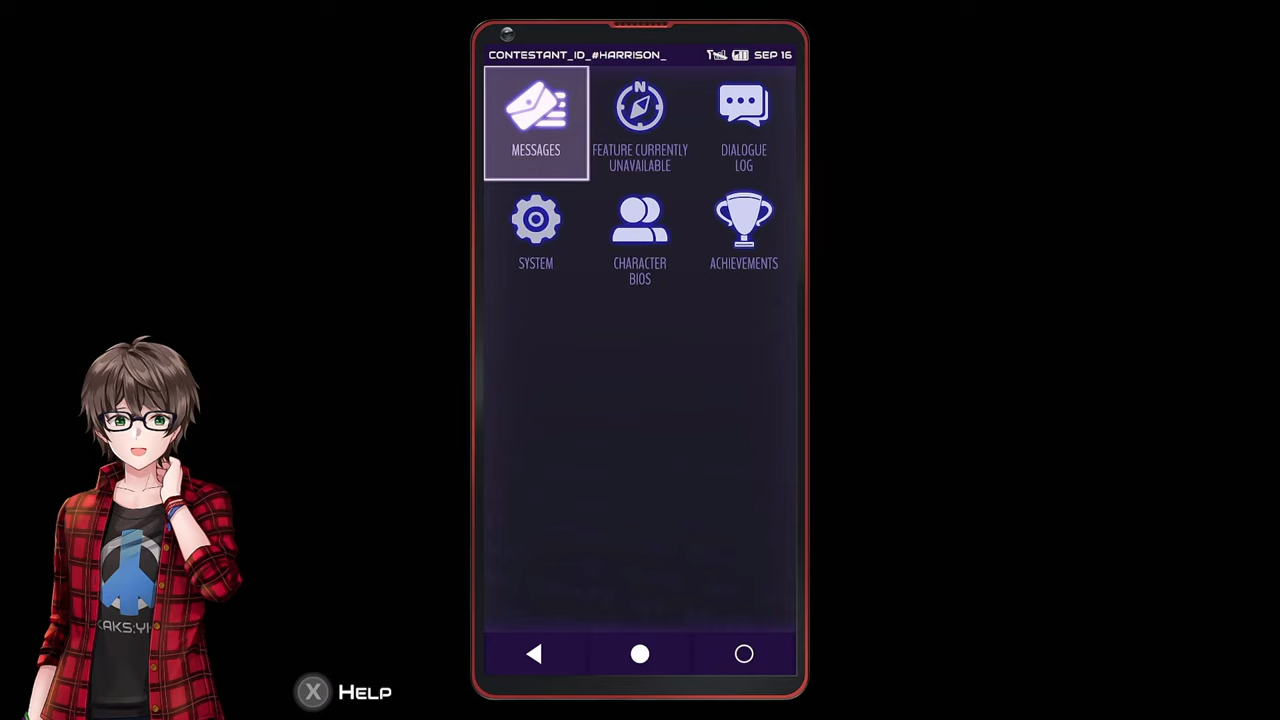 CONTESTANT_ID_#HARRISON_
SEP 16
MESSAGES
FEATURE CURRENTLY
UNAVAILABLE
DIALOGUE
LOG
SYSTEM
CHARACTER
BIOS
ACHIEVEMENTS
X HELP